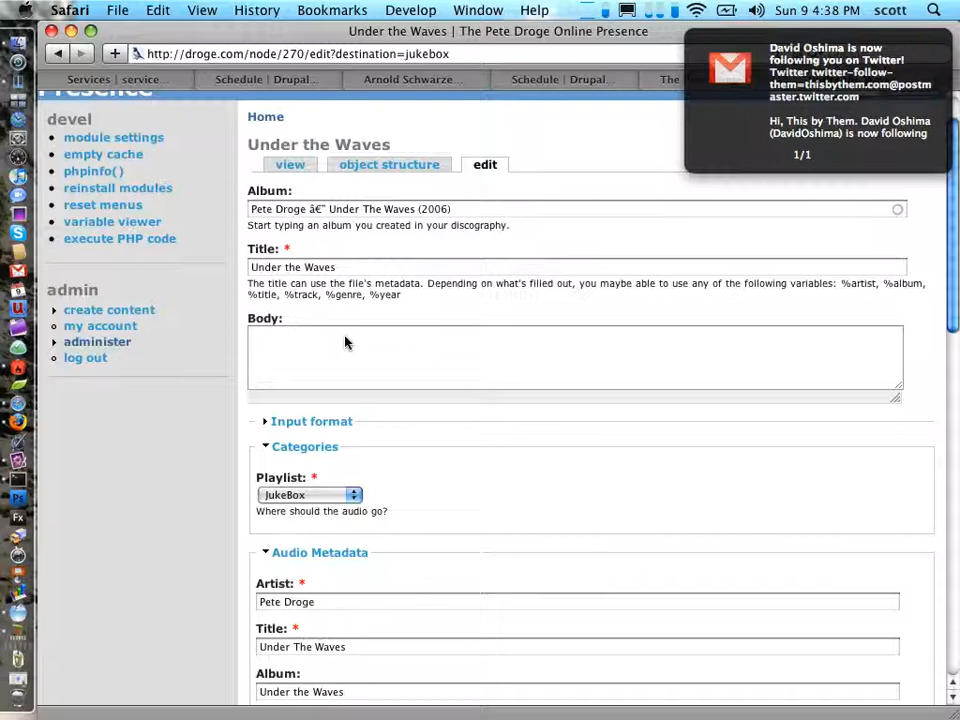 Safari File Edit View History Bookmarks Develop Window Help Sun 9 4:38 PM scott
Under the Waves | The Pete Droge Online Presence
http://droge.com/node/270/edit?destination=jukebox
Services | service... Schedule | Drupal... Arnold Schwarze... Schedule | Drupal... The
David Oshima is now
following you on Twitter!
Twitter twitter-follow-
them=thisbythem.com@postm
aster.twitter.com
Hi, This by Them. David Oshima
(DavidOshima) is now following
1/1
Presence
devel
module settings
empty cache
phpinfo()
reinstall modules
reset menus
variable viewer
execute PHP code
admin
create content
my account
administer
log out
Home
Under the Waves
view object structure edit
Album:
Pete Droge â€” Under The Waves (2006)
Start typing an album you created in your discography.
Title: *
Under the Waves
The title can use the file's metadata. Depending on what's filled out, you maybe able to use any of the following variables: %artist, %album,
%title, %track, %genre, %year
Body:
Input format
Categories
Playlist: *
JukeBox
Where should the audio go?
Audio Metadata
Artist: *
Pete Droge
Title: *
Under The Waves
Album:
Under the Waves